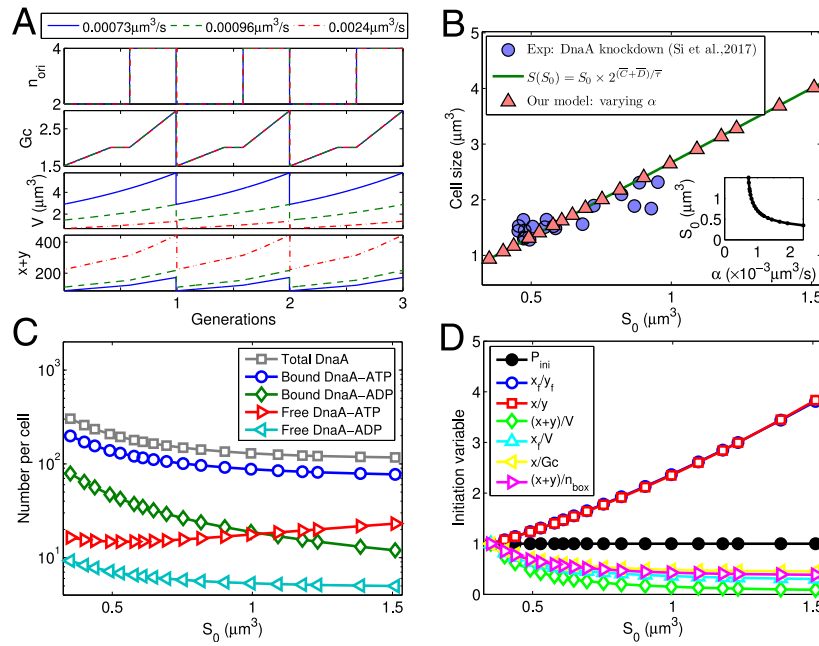 A
0.00073μm³/s 0.00096μm³/s 0.0024μm³/s
4
n_ori
2
2.5
Gc
1.5
V (μm³)
4
2
400
x+y
200
1 2 3
Generations
B
5
Exp: DnaA knockdown (Si et al.,2017)
S(S₀) = S₀ × 2^{(C̅+D̅)/τ̅}
Our model: varying α
4
Cell size (μm³)
3
2
1
S₀ (μm³)
1
0.5
0 1 2
α (×10⁻³μm³/s)
0.5 1 1.5
S₀ (μm³)
C
10³
Total DnaA
Bound DnaA−ATP
Bound DnaA−ADP
Free DnaA−ATP
Free DnaA−ADP
Number per cell
10²
10¹
0.5 1 1.5
S₀ (μm³)
D
5
P_ini
x_f/y_f
x/y
(x+y)/V
x_f/V
x/Gc
(x+y)/n_box
4
Initiation variable
3
2
1
0
0.5 1 1.5
S₀ (μm³)